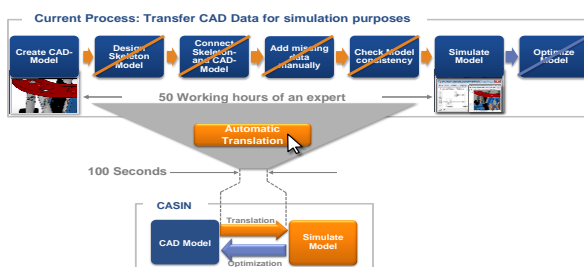 Current Process: Transfer CAD Data for simulation purposes
Create CAD-
Model
Design
Skeleton
Model
Connect
Skeleton-
and CAD-
Model
Add missing
data
manually
Check Model
consistency
Simulate
Model
Optimize
Model
50 Working hours of an expert
Automatic
Translation
100 Seconds
CASIN
CAD Model
Translation
Optimization
Simulate
Model